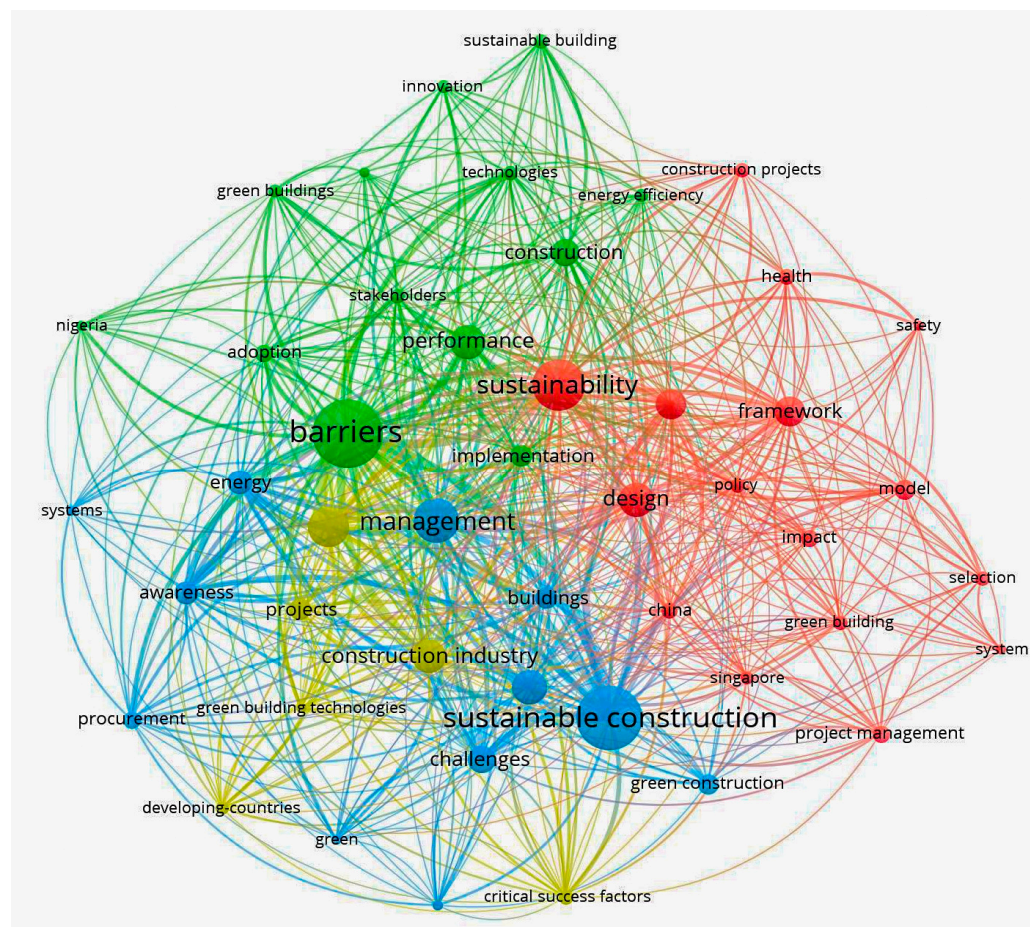 sustainable building
innovation
technologies
construction projects
green buildings
energy efficiency
construction
health
stakeholders
nigeria
safety
performance
adoption
sustainability
framework
barriers
implementation
energy
policy
model
design
systems
management
impact
selection
awareness
buildings
projects
china
green building
system
construction industry
singapore
green building technologies
sustainable construction
procurement
project management
challenges
green construction
developing-countries
green
critical success factors